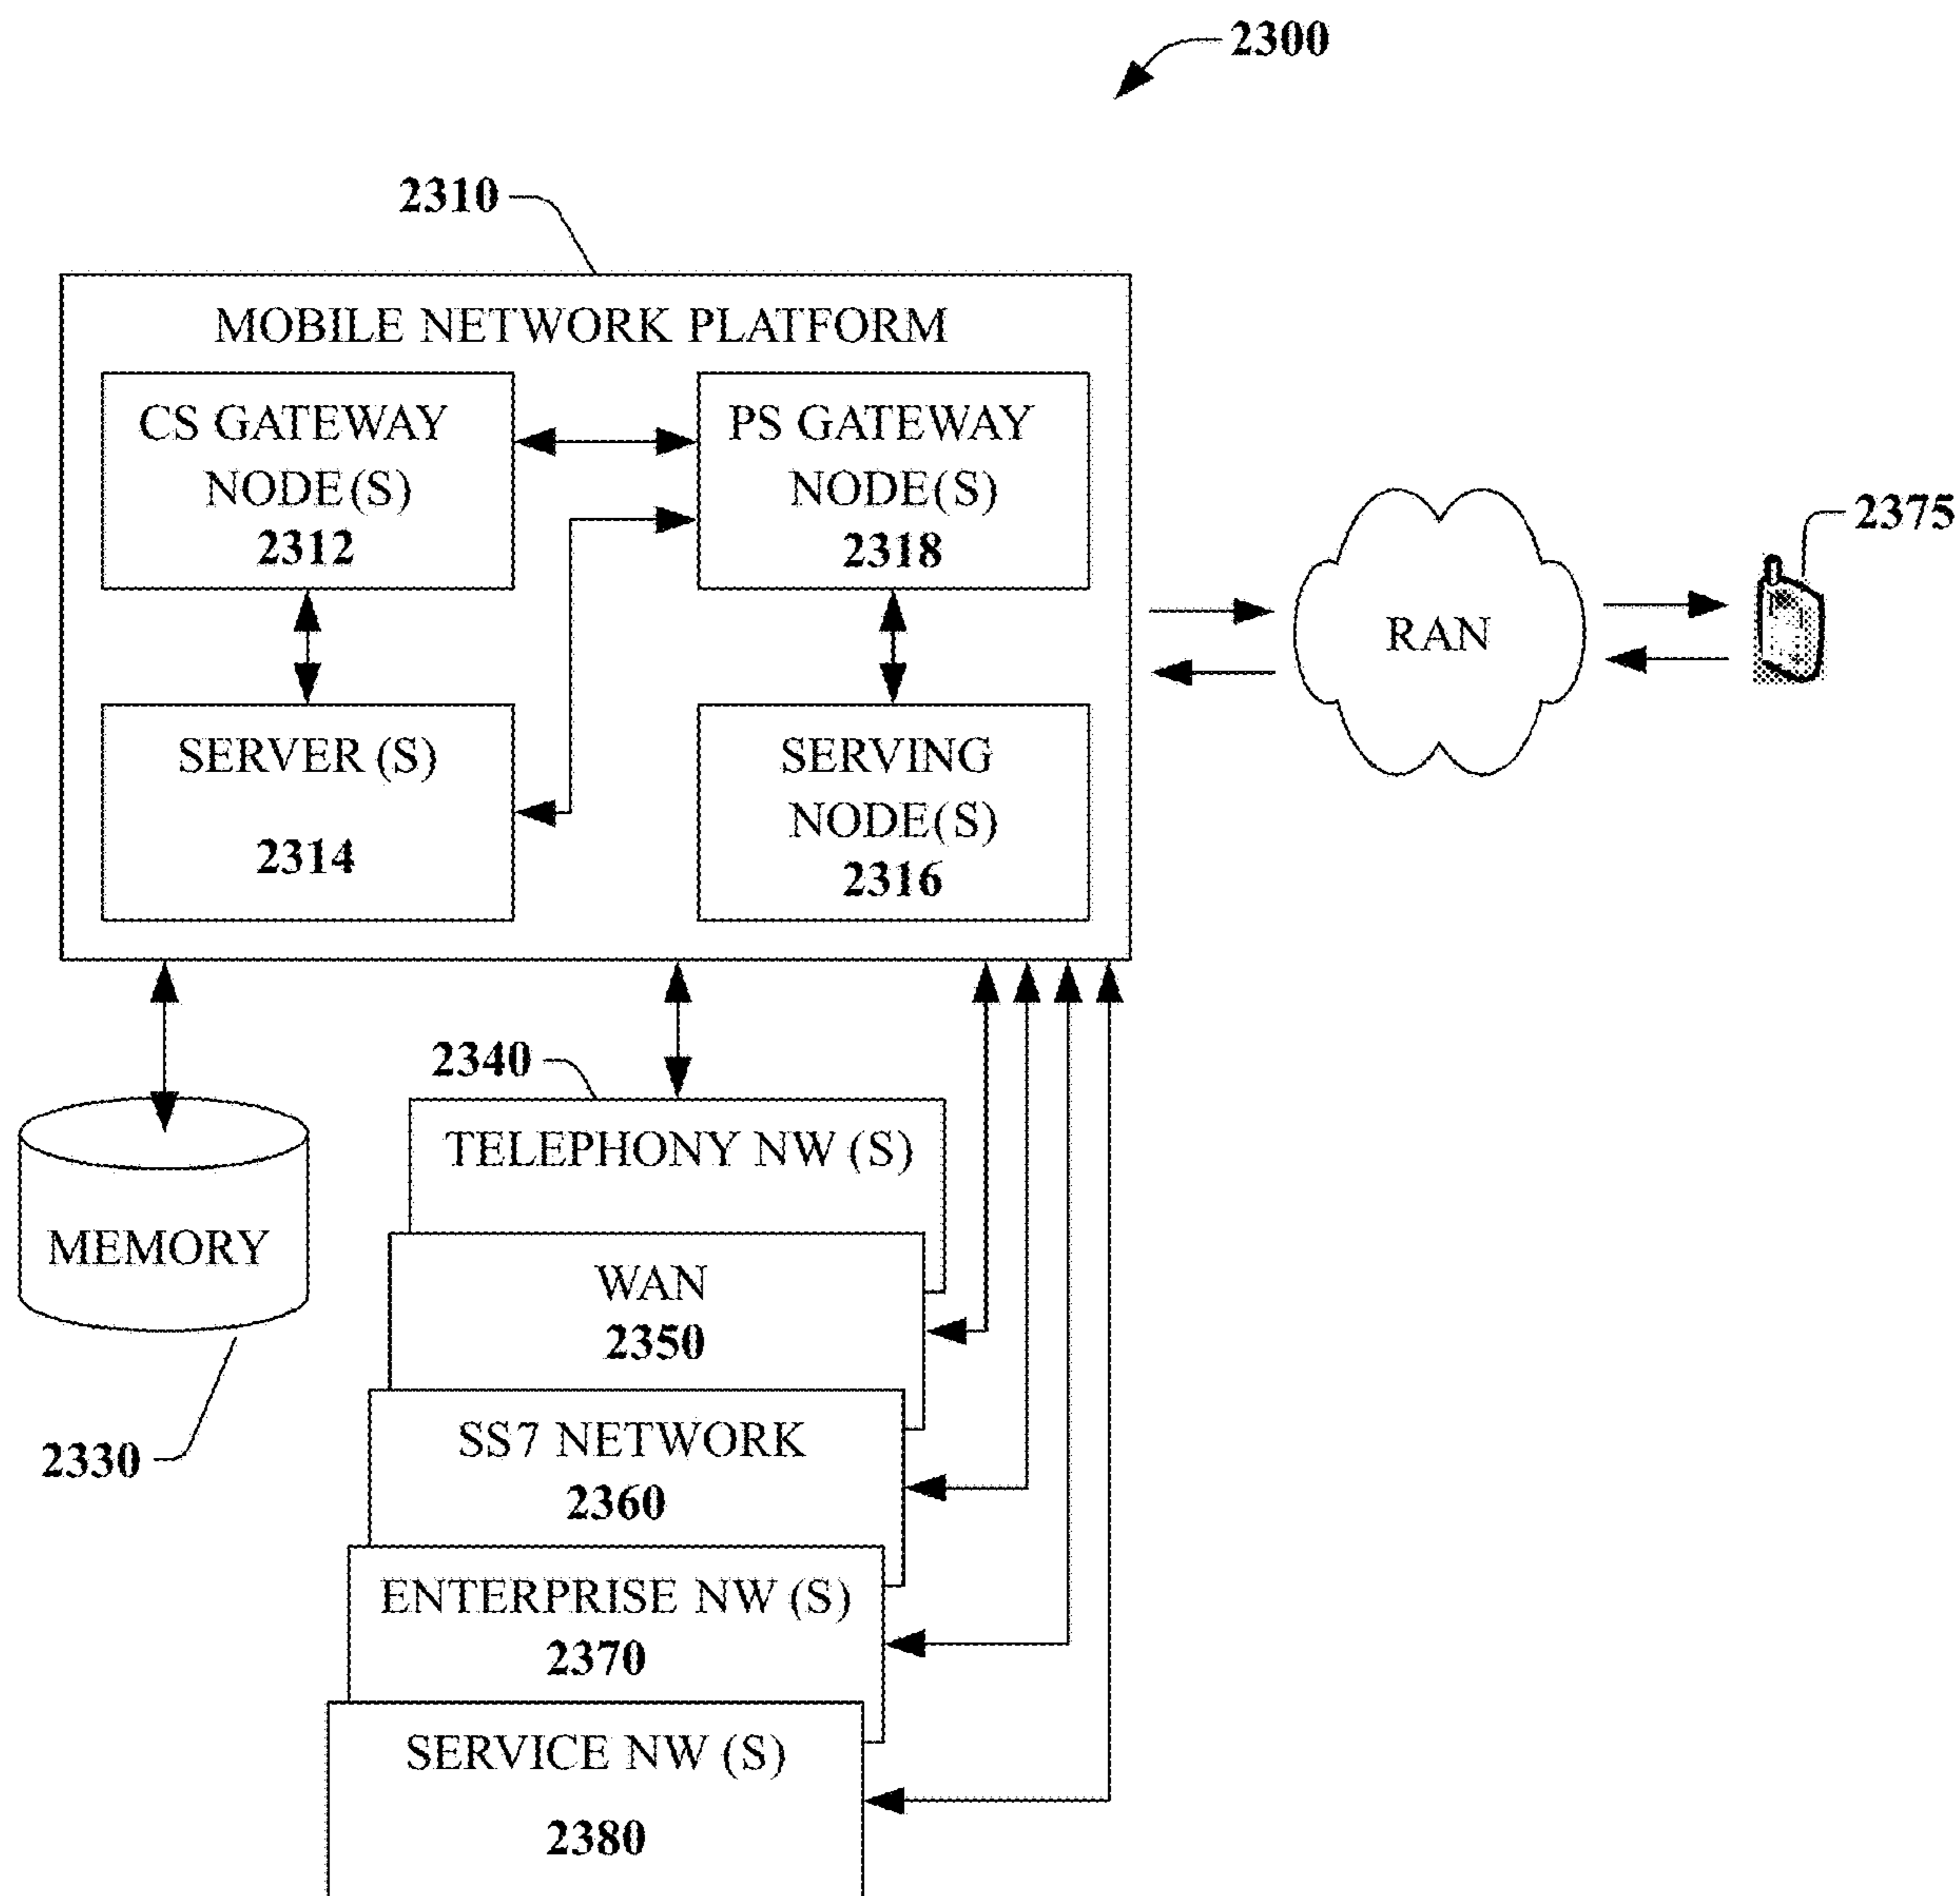 2300
2310
MOBILE NETWORK PLATFORM
CS GATEWAY
NODE(S)
2312
PS GATEWAY
NODE(S)
2318
SERVER (S)
2314
SERVING
NODE(S)
2316
RAN
2375
2340
TELEPHONY NW (S)
MEMORY
2330
WAN
2350
SS7 NETWORK
2360
ENTERPRISE NW (S)
2370
SERVICE NW (S)
2380